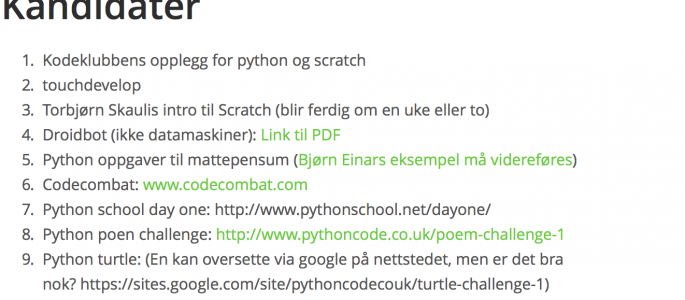 Kandidater
1. Kodeklubbens opplegg for python og scratch
2. touchdevelop
3. Torbjørn Skaulis intro til Scratch (blir ferdig om en uke eller to)
4. Droidbot (ikke datamaskiner): Link til PDF
5. Python oppgaver til mattepensum (Bjørn Einars eksempel må videreføres)
6. Codecombat: www.codecombat.com
7. Python school day one: http://www.pythonschool.net/dayone/
8. Python poen challenge: http://www.pythoncode.co.uk/poem-challenge-1
9. Python turtle: (En kan oversette via google på nettstedet, men er det bra
nok? https://sites.google.com/site/pythoncodecouk/turtle-challenge-1)